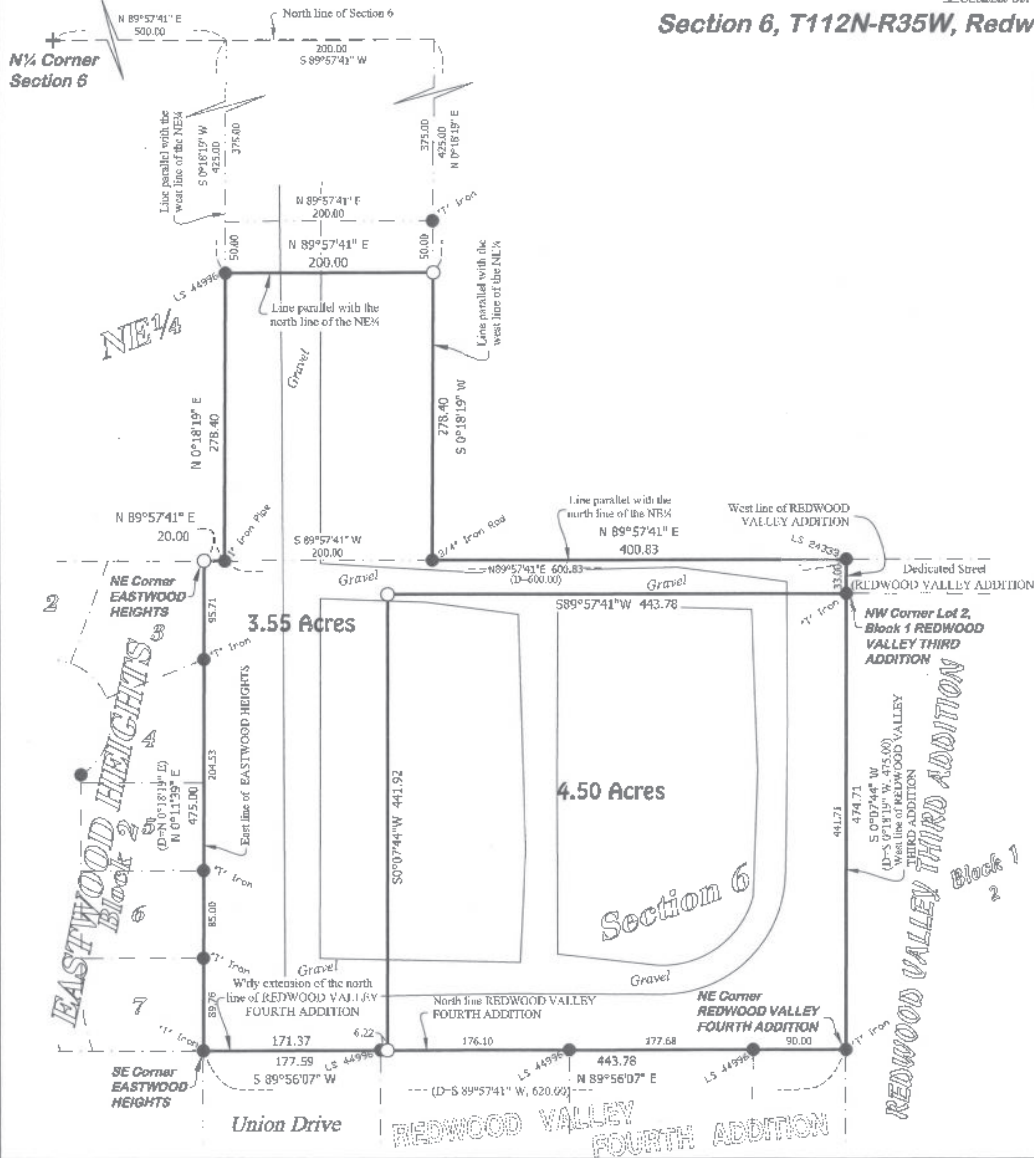 Section 6, T112N-R35W, Redw
N 89°57'41" E
500.00
North line of Section 6
200.00
S 89°57'41" W
N¼ Corner
Section 6
Line parallel with the
west line of the NE¼
S 0°18'19" W
425.00
375.00
375.00
425.00
N 0°18'19" E
N 89°57'41" E
200.00
"T" Iron
50.00
50.00
N 89°57'41" E
200.00
LS 44996
Line parallel with the
north line of the NE¼
Line parallel with the
west line of the NE¼
NE¼
Gravel
N 0°18'19" E
278.40
278.40
S 0°18'19" W
N 89°57'41" E
20.00
1" Iron Pipe
S 89°57'41" W
200.00
3/4" Iron Rod
Line parallel with the
north line of the NE¼
N 89°57'41" E
400.83
West line of REDWOOD
VALLEY ADDITION
LS 24333
N89°57'41"E 600.83
(D=600.00)
33.00
Dedicated Street
(REDWOOD VALLEY ADDITION
NE Corner
EASTWOOD
HEIGHTS
Gravel
Gravel
S89°57'41"W 443.78
"T" Iron
NW Corner Lot 2,
Block 1 REDWOOD
VALLEY THIRD
ADDITION
2
3
95.71
3.55 Acres
"T" Iron
EASTWOOD HEIGHTS
Block 2
4
5
6
7
(D=N 0°18'19" E)
N 0°11'39" E
475.00
204.53
East line of EASTWOOD HEIGHTS
S0°07'44"W 441.92
4.50 Acres
441.71
474.71
S 0°07'44" W
(D=S 0°18'19" W, 475.00)
West line of REDWOOD VALLEY
THIRD ADDITION
REDWOOD VALLEY THIRD ADDITION
Block 1
2
"T" Iron
85.00
Section 6
"T" Iron
Gravel
Gravel
W'rly extension of the north
line of REDWOOD VALLEY
FOURTH ADDITION
North line REDWOOD VALLEY
FOURTH ADDITION
NE Corner
REDWOOD VALLEY
FOURTH ADDITION
89.76
"T" Iron
171.37
6.22
176.10
177.68
90.00
"T" Iron
177.59
LS 44996
LS 44996
443.78
LS 44996
SE Corner
EASTWOOD
HEIGHTS
S 89°56'07" W
N 89°56'07" E
(D=S 89°57'41" W, 620.00)
Union Drive
REDWOOD VALLEY
FOURTH ADDITION